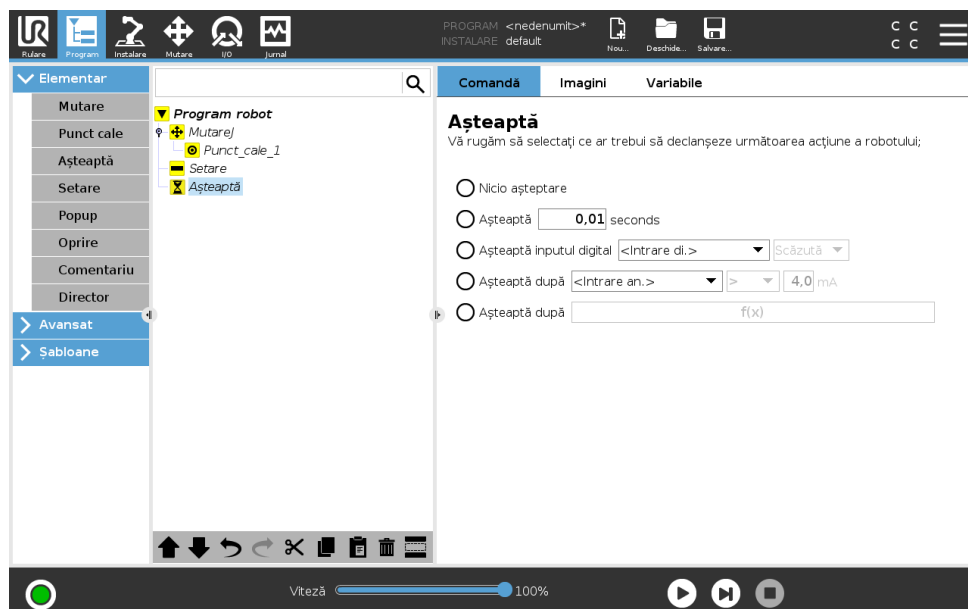 PROGRAM <nedenumit>*
INSTALARE default
Rulare Program Instalare Mutare I/O Jurnal
Nou... Deschide... Salvare...
C C
C C
Elementar
Mutare
Punct cale
Așteaptă
Setare
Popup
Oprire
Comentariu
Director
Avansat
Șabloane
Program robot
MutareJ
Punct_cale_1
Setare
Așteaptă
Comandă Imagini Variabile
Așteaptă
Vă rugăm să selectați ce ar trebui să declanșeze următoarea acțiune a robotului;
Nicio așteptare
Așteaptă 0,01 seconds
Așteaptă inputul digital <Intrare di.> Scăzută
Așteaptă după <Intrare an.> > 4,0 mA
Așteaptă după f(x)
Viteză 100%